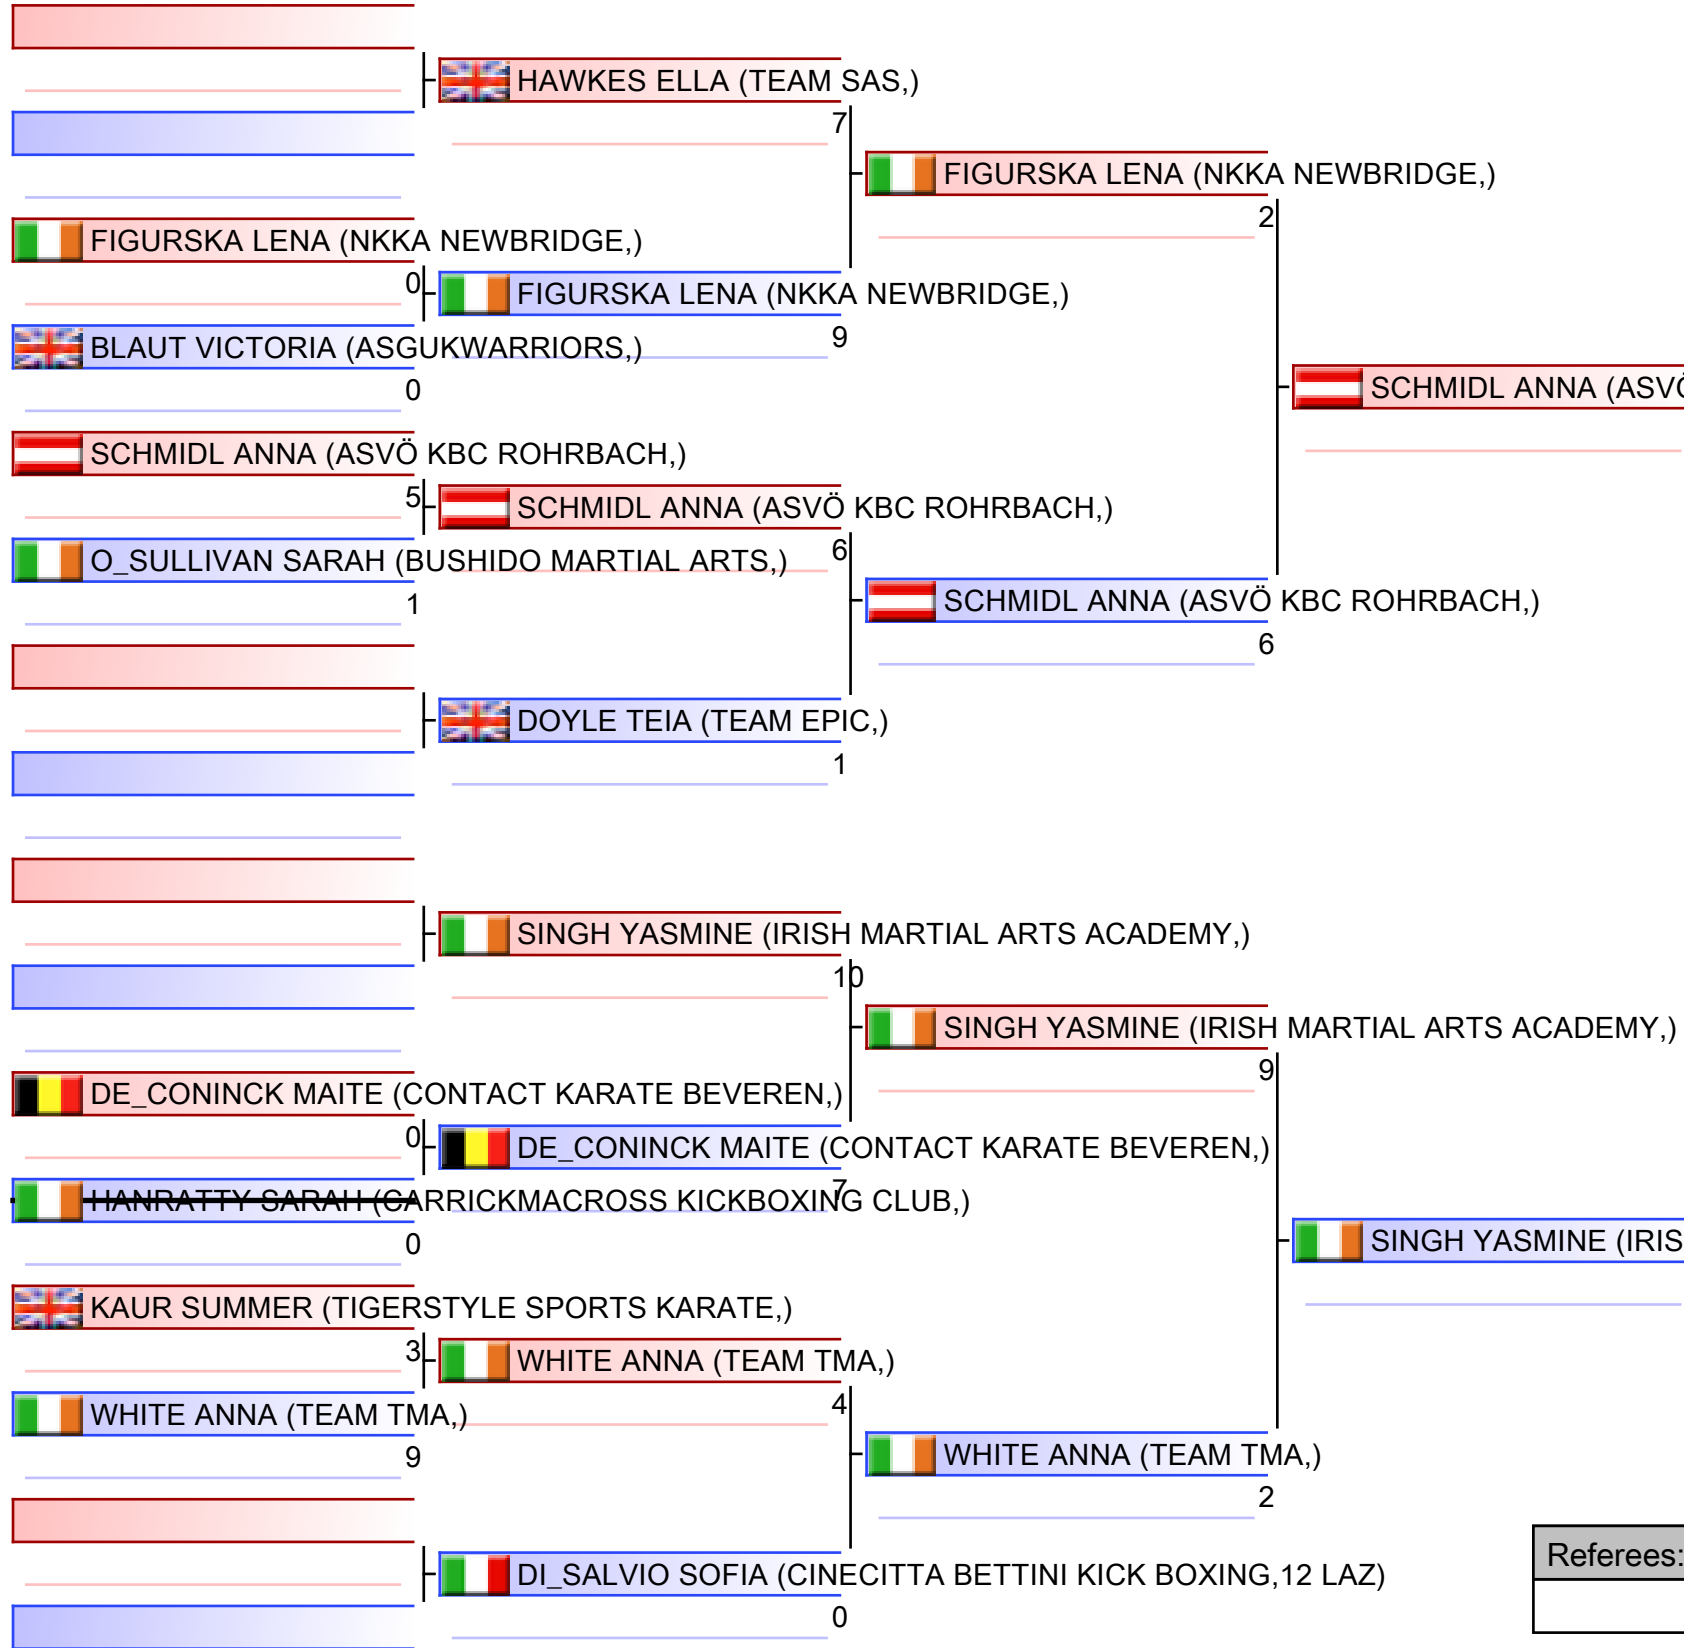 HAWKES ELLA (TEAM SAS,)
7
FIGURSKA LENA (NKKA NEWBRIDGE,)
2
FIGURSKA LENA (NKKA NEWBRIDGE,)
0
FIGURSKA LENA (NKKA NEWBRIDGE,)
9
BLAUT VICTORIA (ASGUKWARRIORS,)
0
SCHMIDL ANNA (ASVÖ
SCHMIDL ANNA (ASVÖ KBC ROHRBACH,)
5
SCHMIDL ANNA (ASVÖ KBC ROHRBACH,)
6
O_SULLIVAN SARAH (BUSHIDO MARTIAL ARTS,)
1
SCHMIDL ANNA (ASVÖ KBC ROHRBACH,)
6
DOYLE TEIA (TEAM EPIC,)
1
SINGH YASMINE (IRISH MARTIAL ARTS ACADEMY,)
10
SINGH YASMINE (IRISH MARTIAL ARTS ACADEMY,)
9
DE_CONINCK MAITE (CONTACT KARATE BEVEREN,)
0
DE_CONINCK MAITE (CONTACT KARATE BEVEREN,)
7
HANRATTY SARAH (CARRICKMACROSS KICKBOXING CLUB,)
0
SINGH YASMINE (IRIS
KAUR SUMMER (TIGERSTYLE SPORTS KARATE,)
3
WHITE ANNA (TEAM TMA,)
4
WHITE ANNA (TEAM TMA,)
9
WHITE ANNA (TEAM TMA,)
2
DI_SALVIO SOFIA (CINECITTA BETTINI KICK BOXING,12 LAZ)
0
Referees: